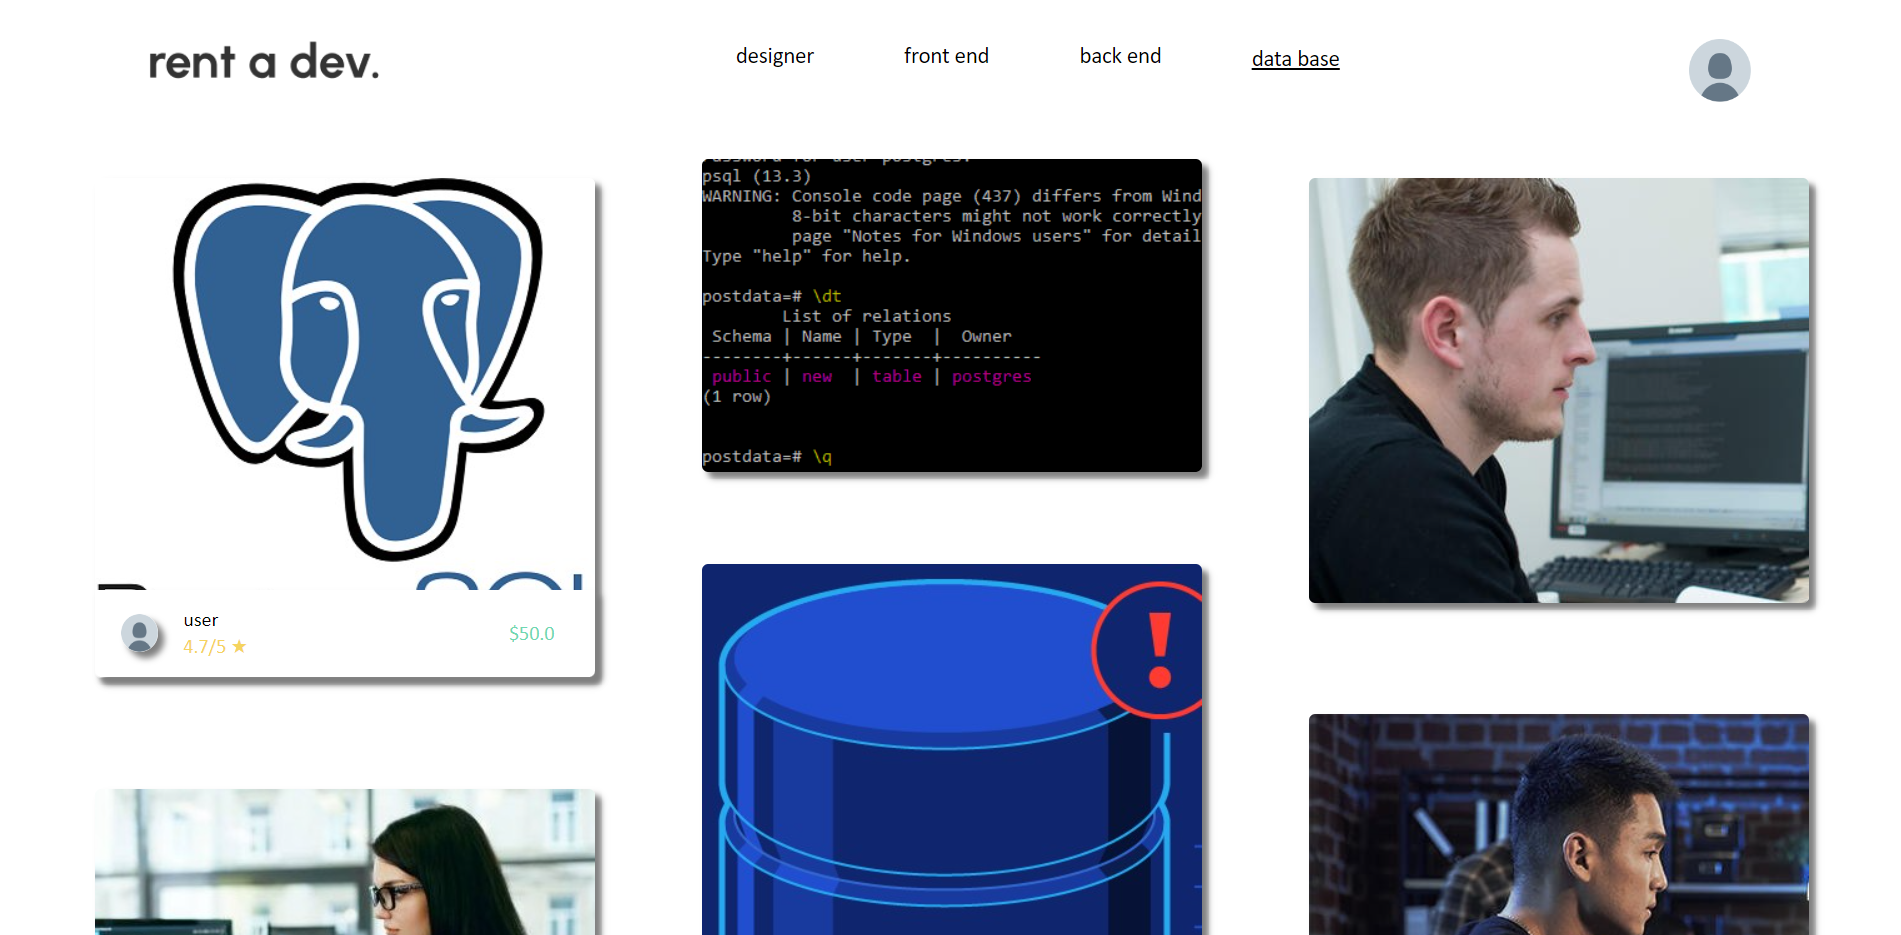 rent a dev.
designer
front end
back end
data base
psql (13.3)
WARNING: Console code page (437) differs from Wind
8-bit characters might not work correctly
page "Notes for Windows users" for detail
Type "help" for help.
postdata=# \dt
List of relations
Schema | Name | Type | Owner
--------+------+-------+----------
public | new | table | postgres
(1 row)
postdata=# \q
user
4.7/5 ★
$50.0